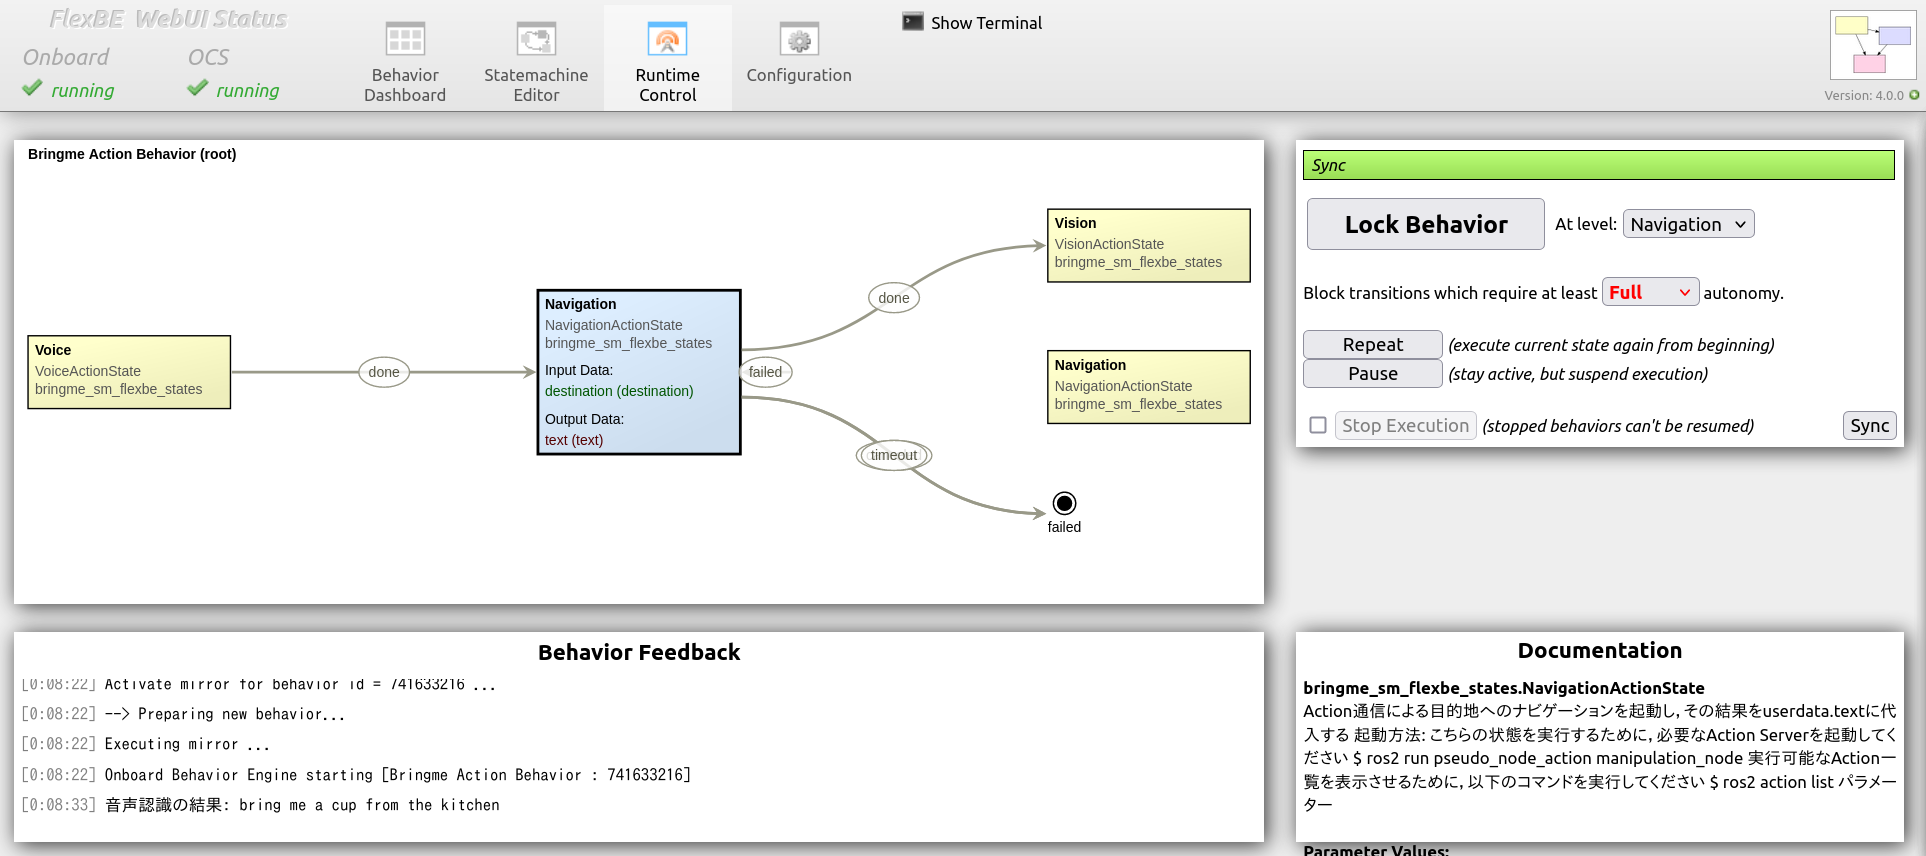 FlexBE WebUI Status
Onboard
OCS
running
running
Behavior
Dashboard
Statemachine
Editor
Runtime
Control
Configuration
Show Terminal
Version: 4.0.0
Bringme Action Behavior (root)
Voice
VoiceActionState
bringme_sm_flexbe_states
done
Navigation
NavigationActionState
bringme_sm_flexbe_states
Input Data:
destination (destination)
Output Data:
text (text)
done
failed
timeout
Vision
VisionActionState
bringme_sm_flexbe_states
Navigation
NavigationActionState
bringme_sm_flexbe_states
failed
Sync
Lock Behavior At level: Navigation
Block transitions which require at least Full autonomy.
Repeat (execute current state again from beginning)
Pause (stay active, but suspend execution)
Stop Execution (stopped behaviors can't be resumed) Sync
Behavior Feedback
[0:08:22] Activate mirror for behavior id = 741633216 ...
[0:08:22] --> Preparing new behavior...
[0:08:22] Executing mirror ...
[0:08:22] Onboard Behavior Engine starting [Bringme Action Behavior : 741633216]
[0:08:33] 音声認識の結果: bring me a cup from the kitchen
Documentation
bringme_sm_flexbe_states.NavigationActionState
Action通信による目的地へのナビゲーションを起動し, その結果をuserdata.textに代
入する 起動方法: こちらの状態を実行するために, 必要なAction Serverを起動してく
ださい $ ros2 run pseudo_node_action manipulation_node 実行可能なAction一
覧を表示させるために, 以下のコマンドを実行してください $ ros2 action list パラメー
ター
Parameter Values: